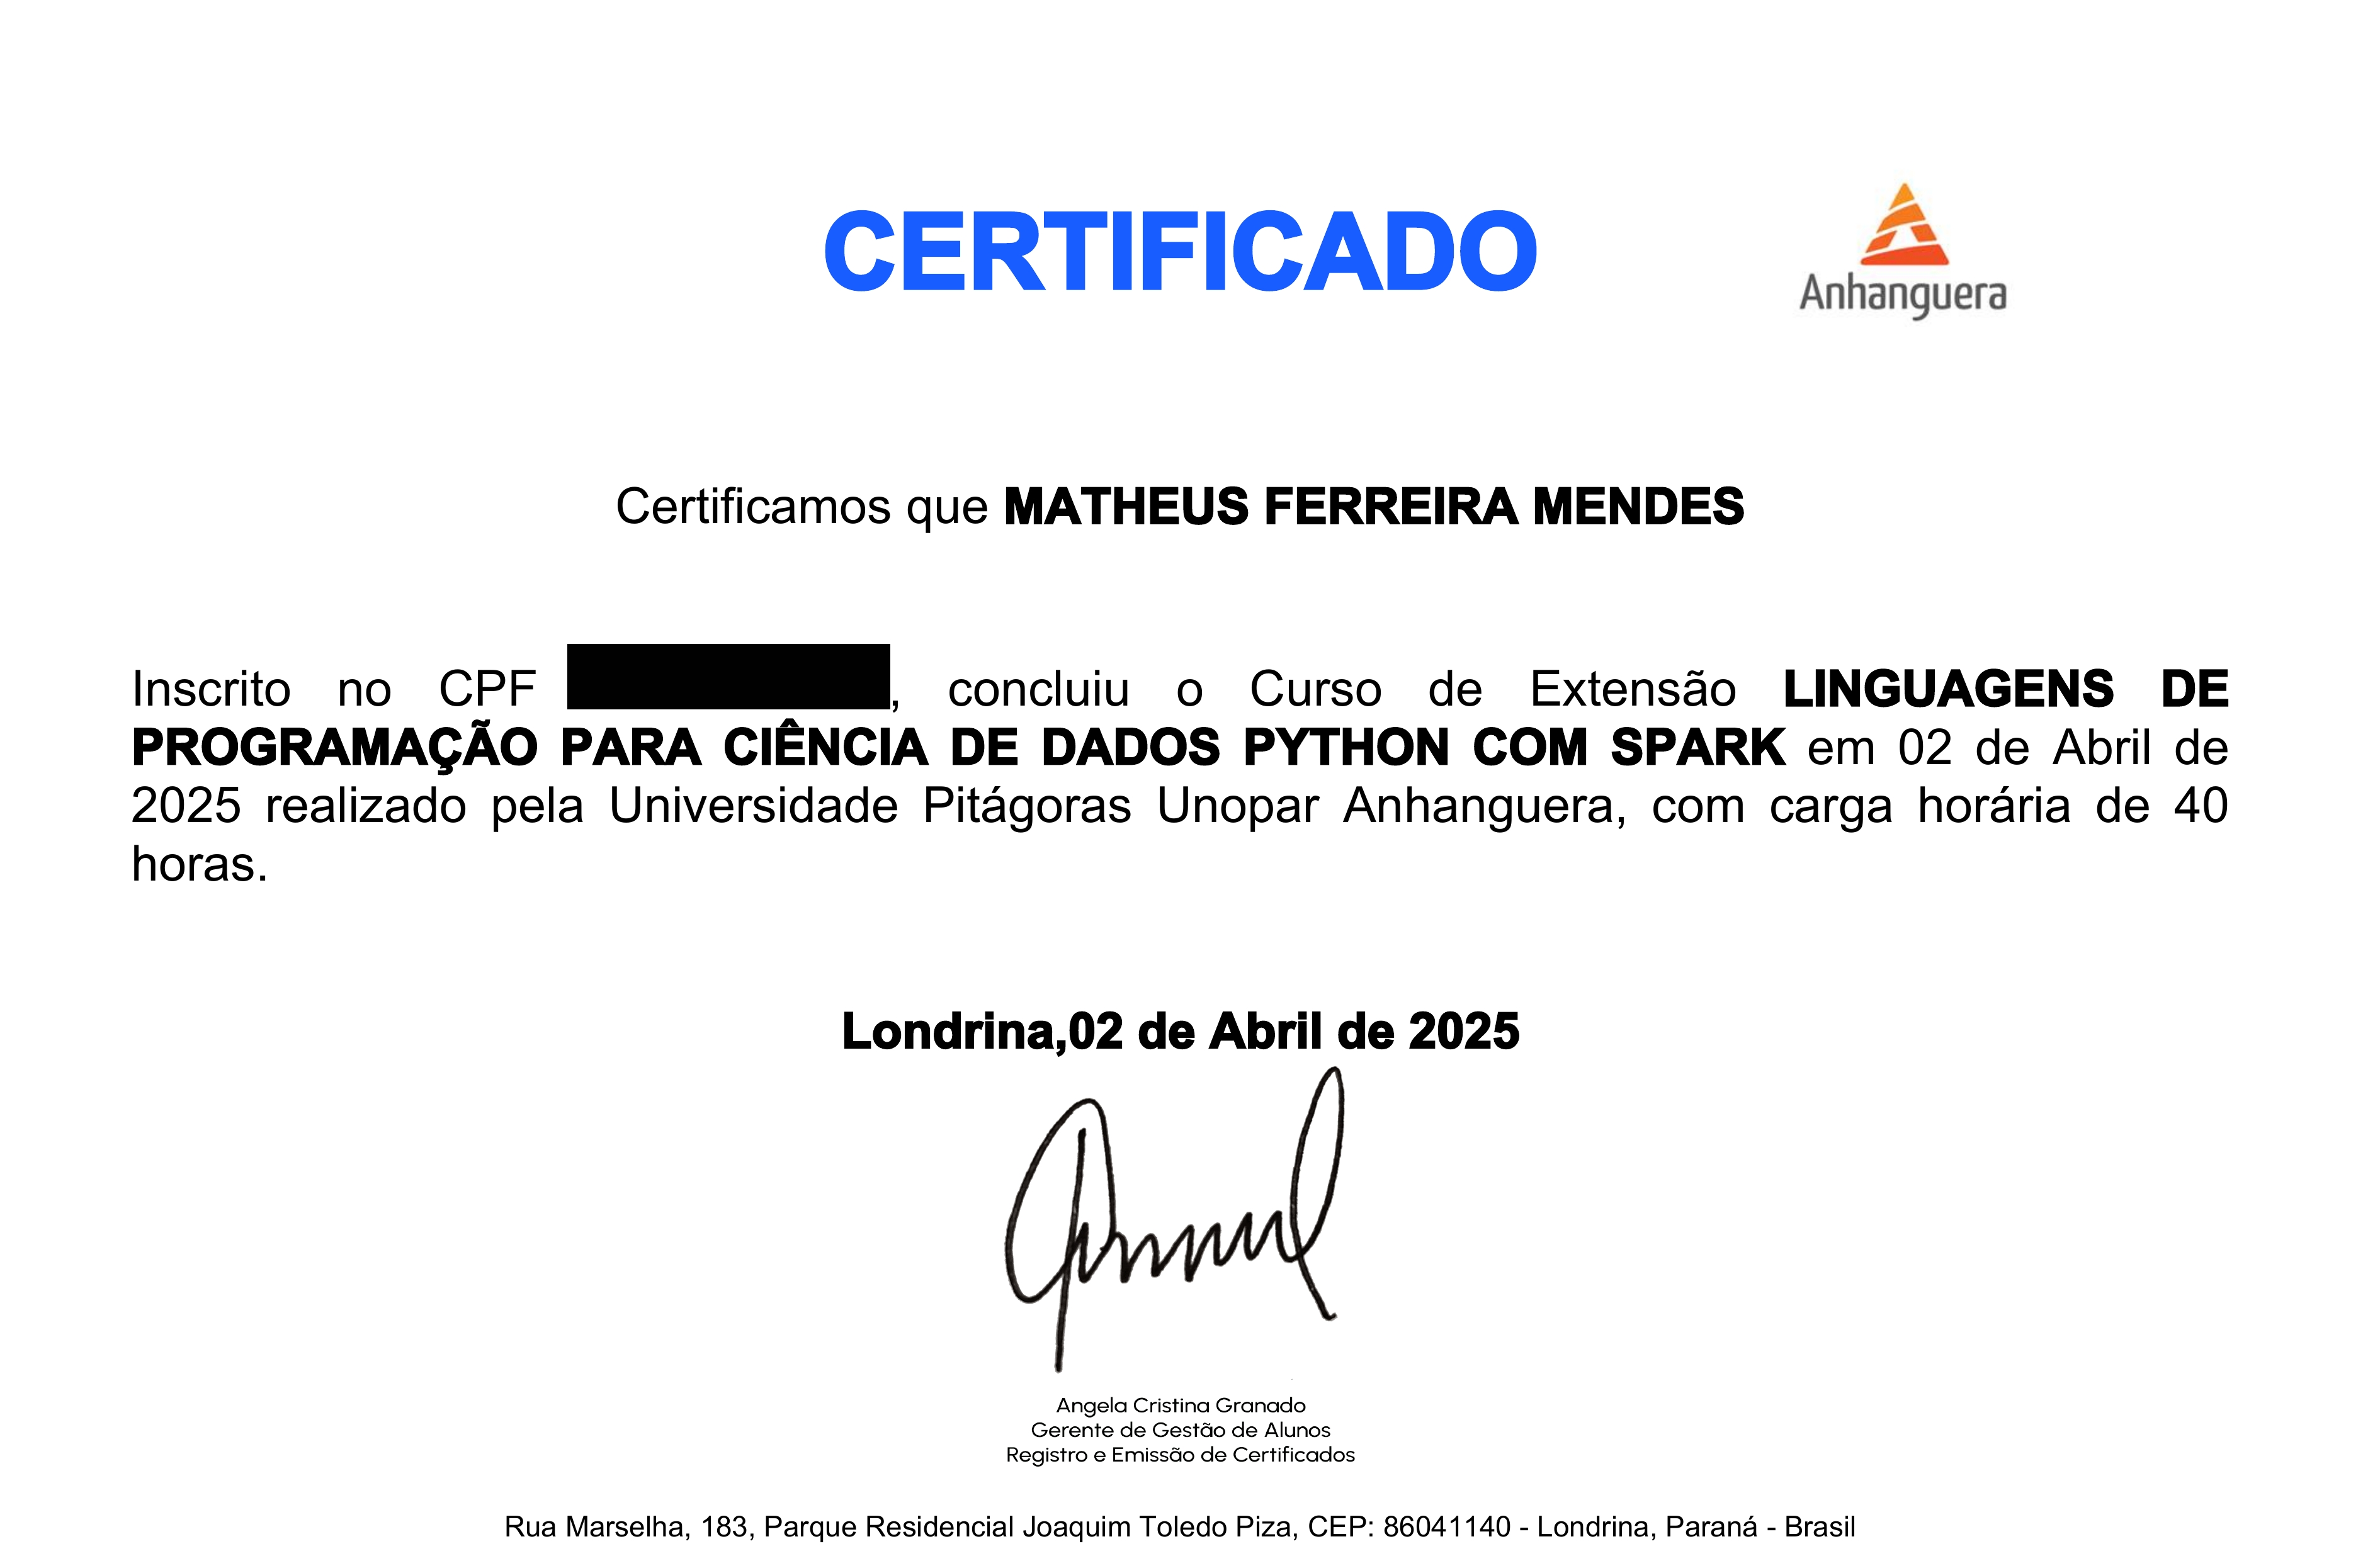 CERTIFICADO
Anhanguera
Certificamos que MATHEUS FERREIRA MENDES
Inscrito no CPF , concluiu o Curso de Extensão LINGUAGENS DE
PROGRAMAÇÃO PARA CIÊNCIA DE DADOS PYTHON COM SPARK em 02 de Abril de
2025 realizado pela Universidade Pitágoras Unopar Anhanguera, com carga horária de 40
horas.
Londrina,02 de Abril de 2025
Angela Cristina Granado
Gerente de Gestão de Alunos
Registro e Emissão de Certificados
Rua Marselha, 183, Parque Residencial Joaquim Toledo Piza, CEP: 86041140 - Londrina, Paraná - Brasil